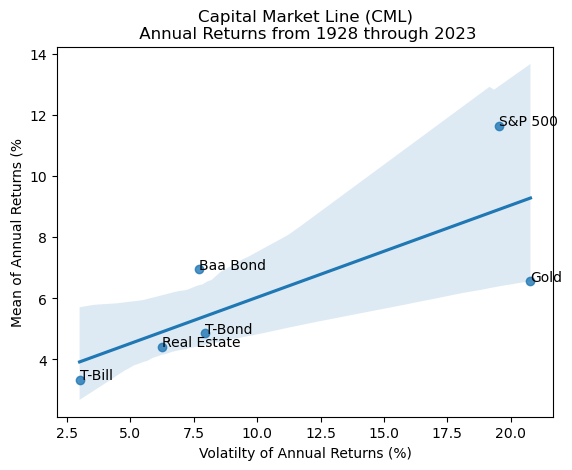 Capital Market Line (CML)
Annual Returns from 1928 through 2023
14
12
10
8
6
4
Mean of Annual Returns (%
S&P 500
Baa Bond
Gold
T-Bond
Real Estate
T-Bill
2.5 5.0 7.5 10.0 12.5 15.0 17.5 20.0
Volatilty of Annual Returns (%)